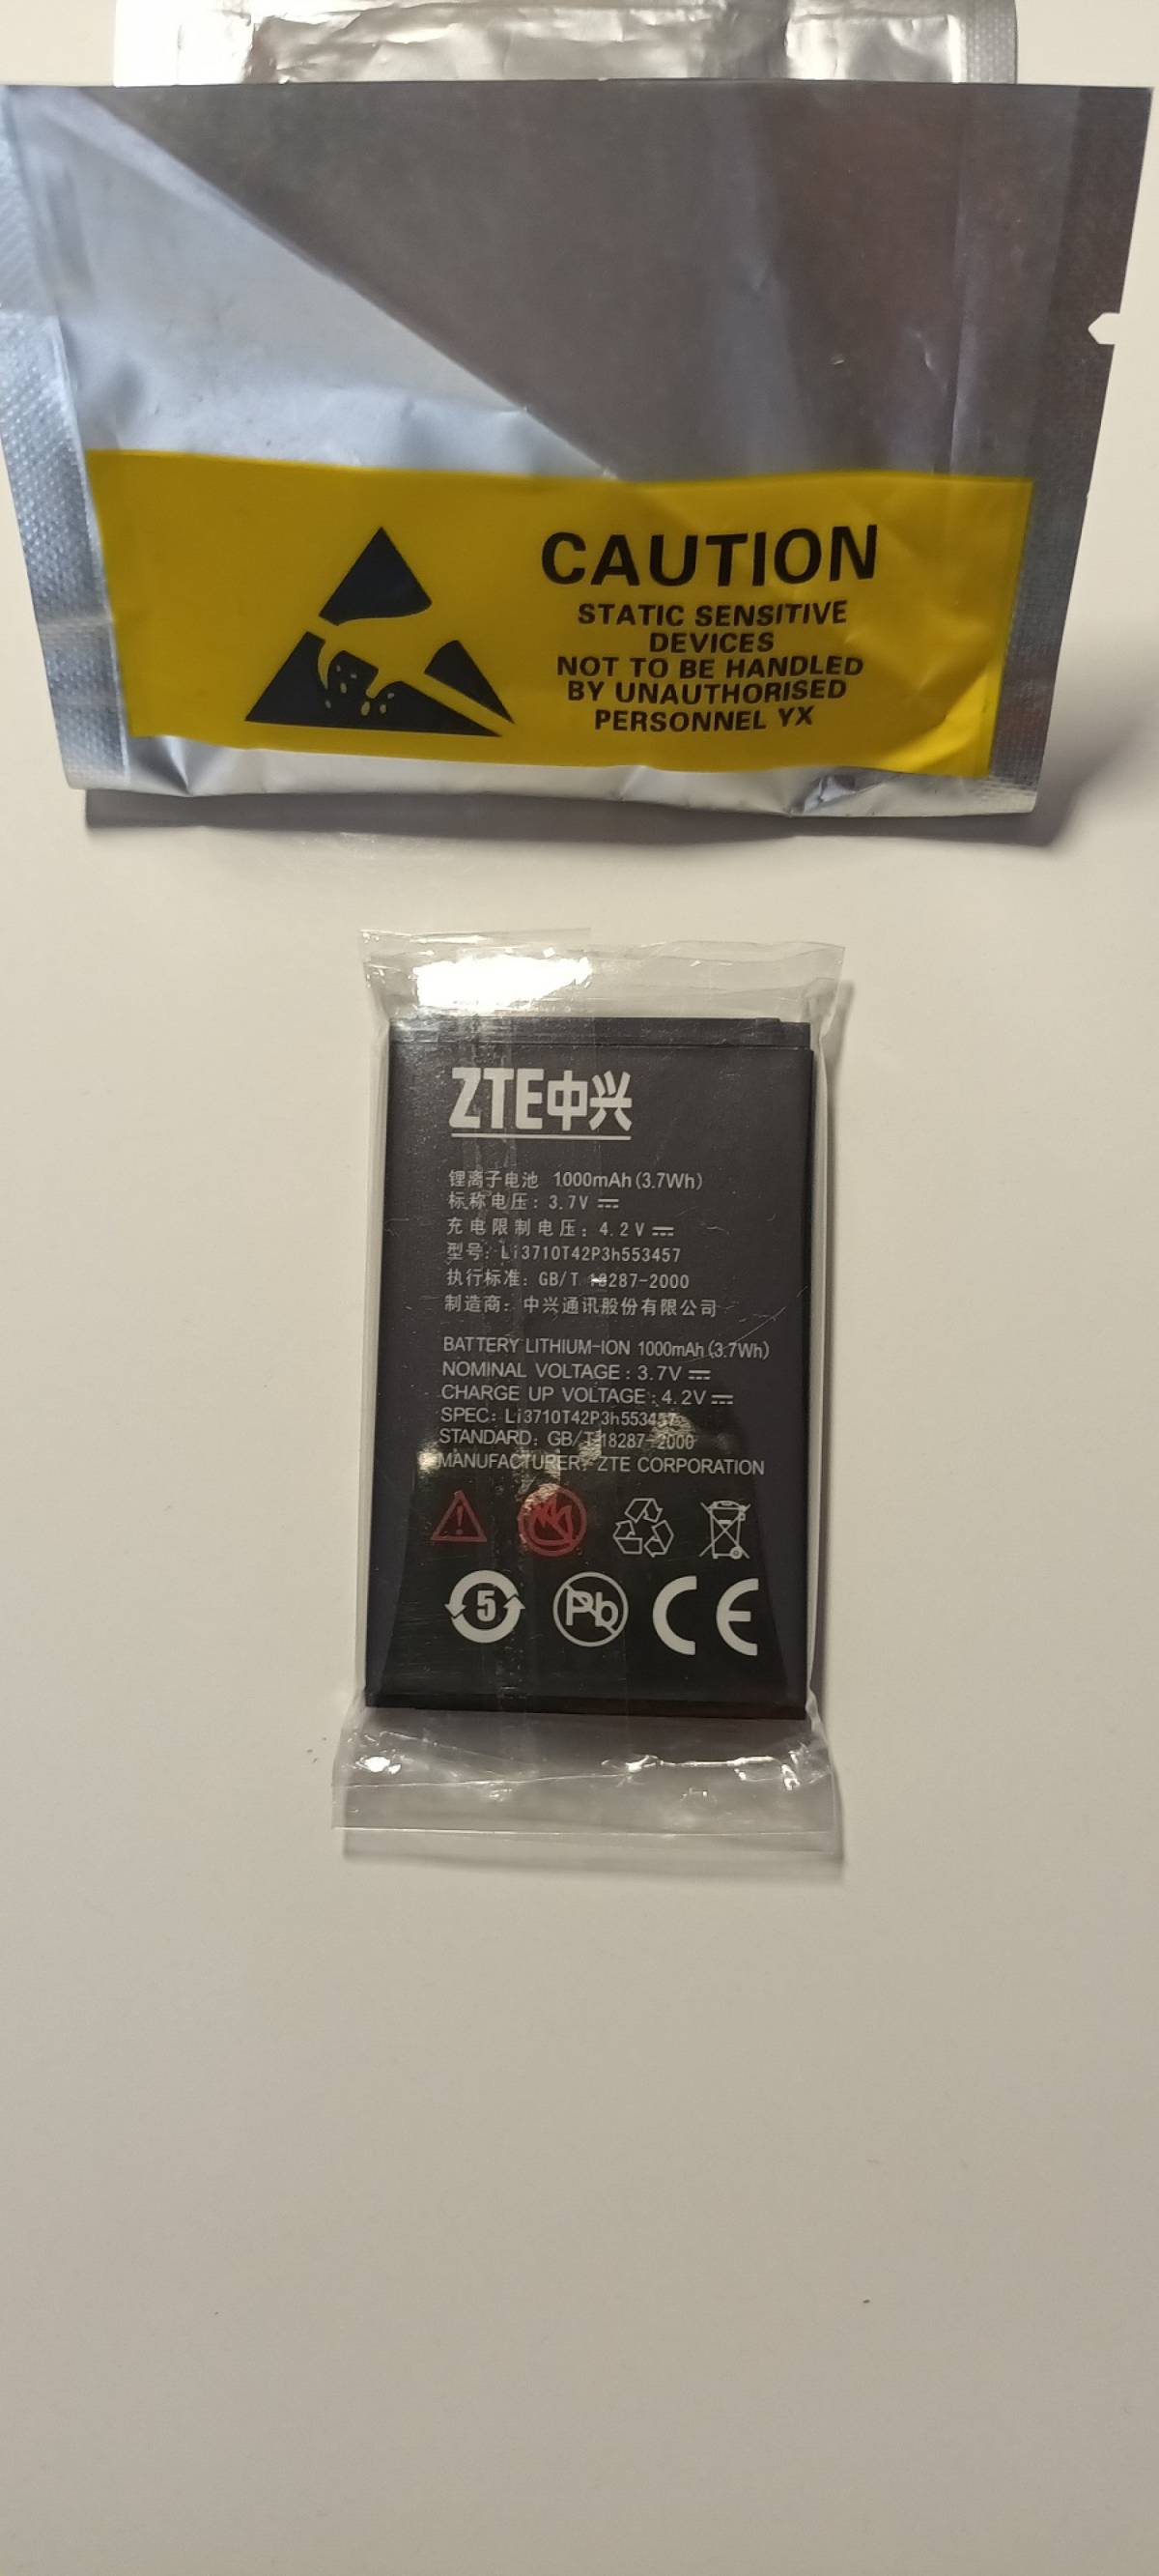 CAUTION
STATIC SENSITIVE
DEVICES
NOT TO BE HANDLED
BY UNAUTHORISED
PERSONNEL YX
ZTE中兴
锂离子电池 1000mAh(3.7Wh)
标称电压: 3.7V
充电限制电压: 4.2V
型号: Li3710T42P3h553457
执行标准: GB/T 18287-2000
制造商: 中兴通讯股份有限公司
BATTERY LITHIUM-ION 1000mAh(3.7Wh)
NOMINAL VOLTAGE: 3.7V
CHARGE UP VOLTAGE: 4.2V
SPEC: Li3710T42P3h553457
STANDARD: GB/T 18287-2000
MANUFACTURER: ZTE CORPORATION
5 Pb CE